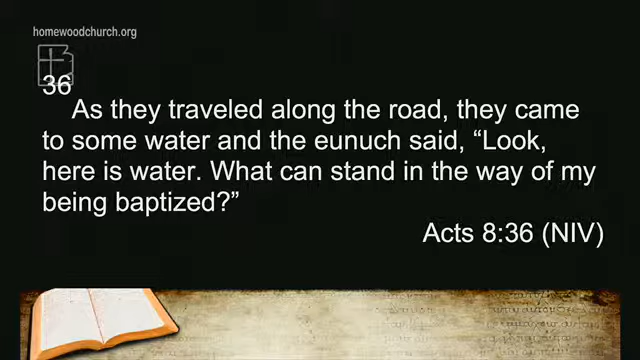 homewoodchurch.org
36
As they traveled along the road, they came
to some water and the eunuch said, “Look,
here is water. What can stand in the way of my
being baptized?”
Acts 8:36 (NIV)